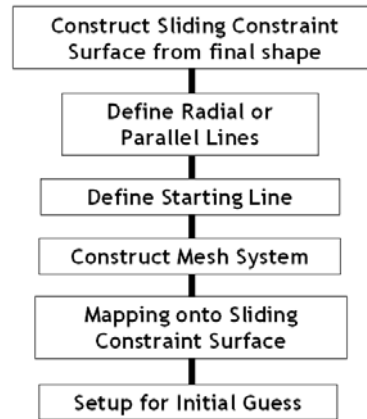 Construct Sliding Constraint
Surface from final shape
Define Radial or
Parallel Lines
Define Starting Line
Construct Mesh System
Mapping onto Sliding
Constraint Surface
Setup for Initial Guess